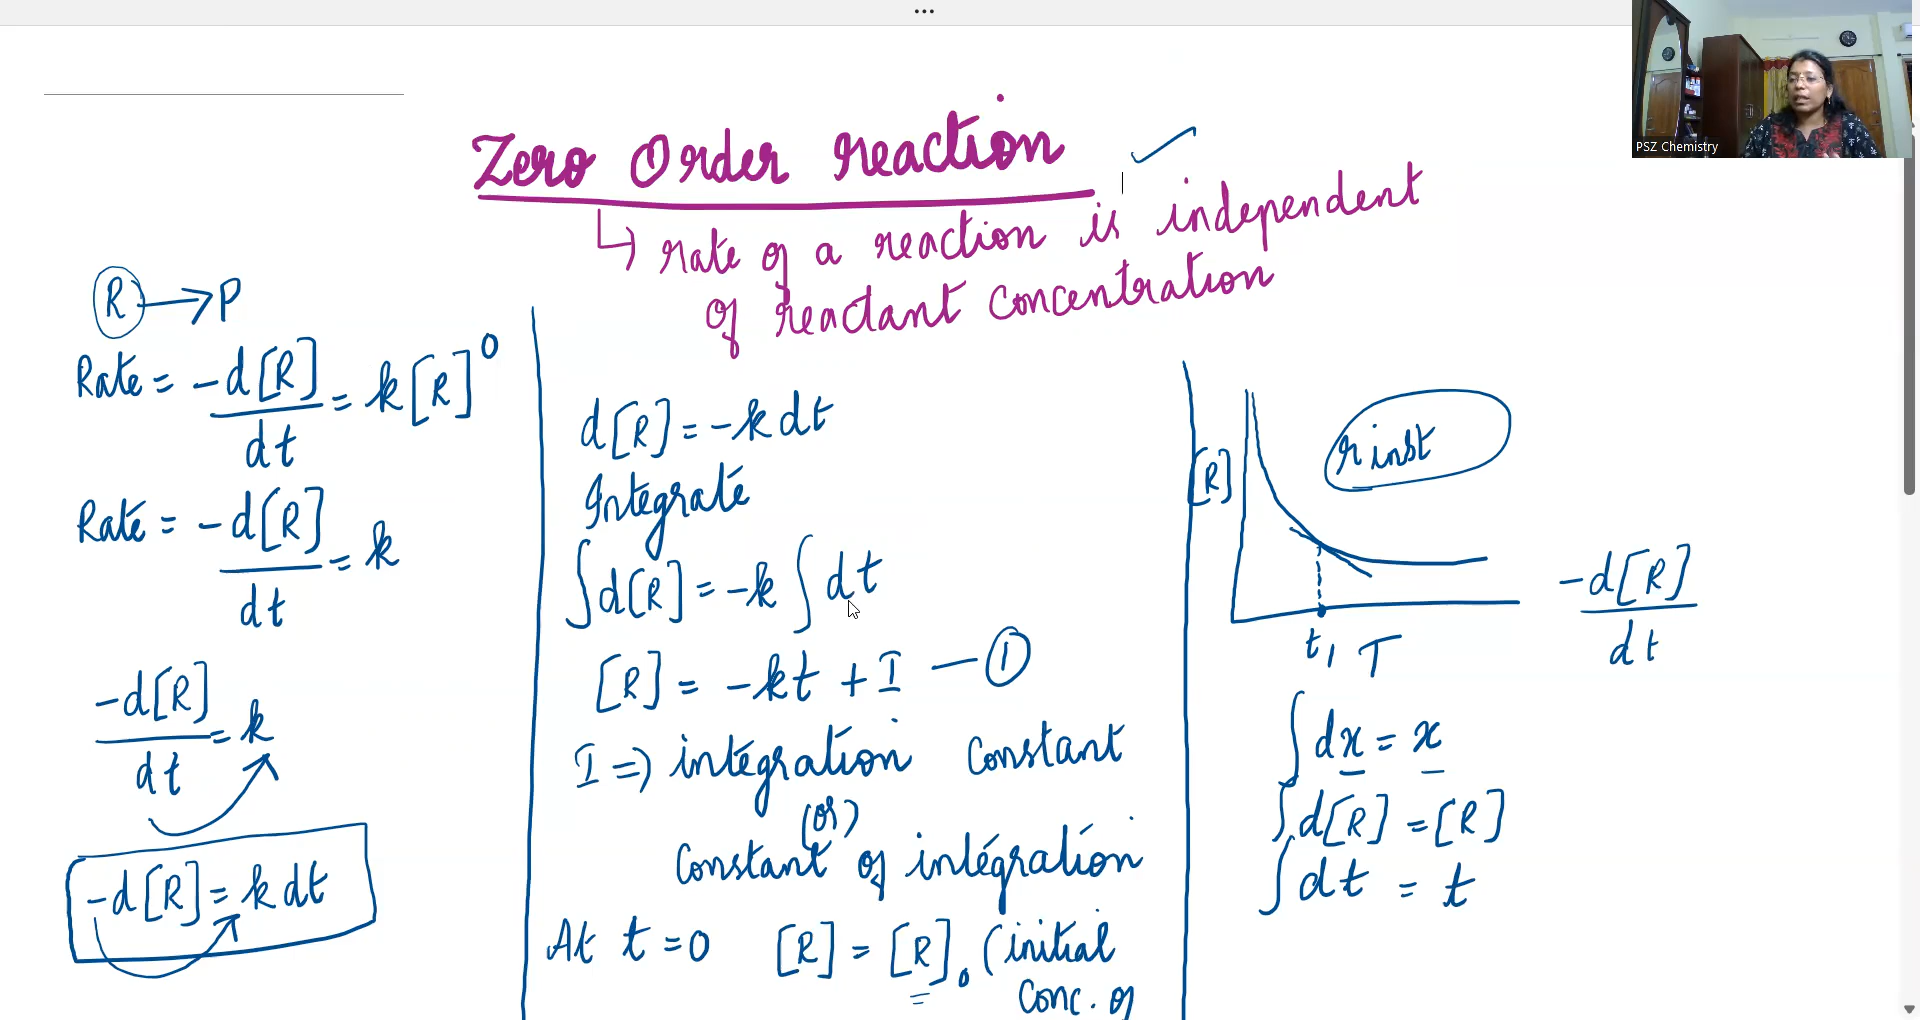 ...
PSZ Chemistry
Zero Order reaction
↳ rate of a reaction is independent
of reactant concentration
R → P
Rate = -d[R]/dt = k[R]⁰
Rate = -d[R]/dt = k
-d[R]/dt = k
-d[R] = k dt
d[R] = -k dt
Integrate
∫d[R] = -k ∫dt
[R] = -kt + I — ①
I ⇒ integration constant
(or)
constant of integration
At t = 0 [R] = [R]₀ (initial
conc. of
[R]
r inst
t₁ T
-d[R]/dt
∫dx = x
∫d[R] = [R]
∫dt = t